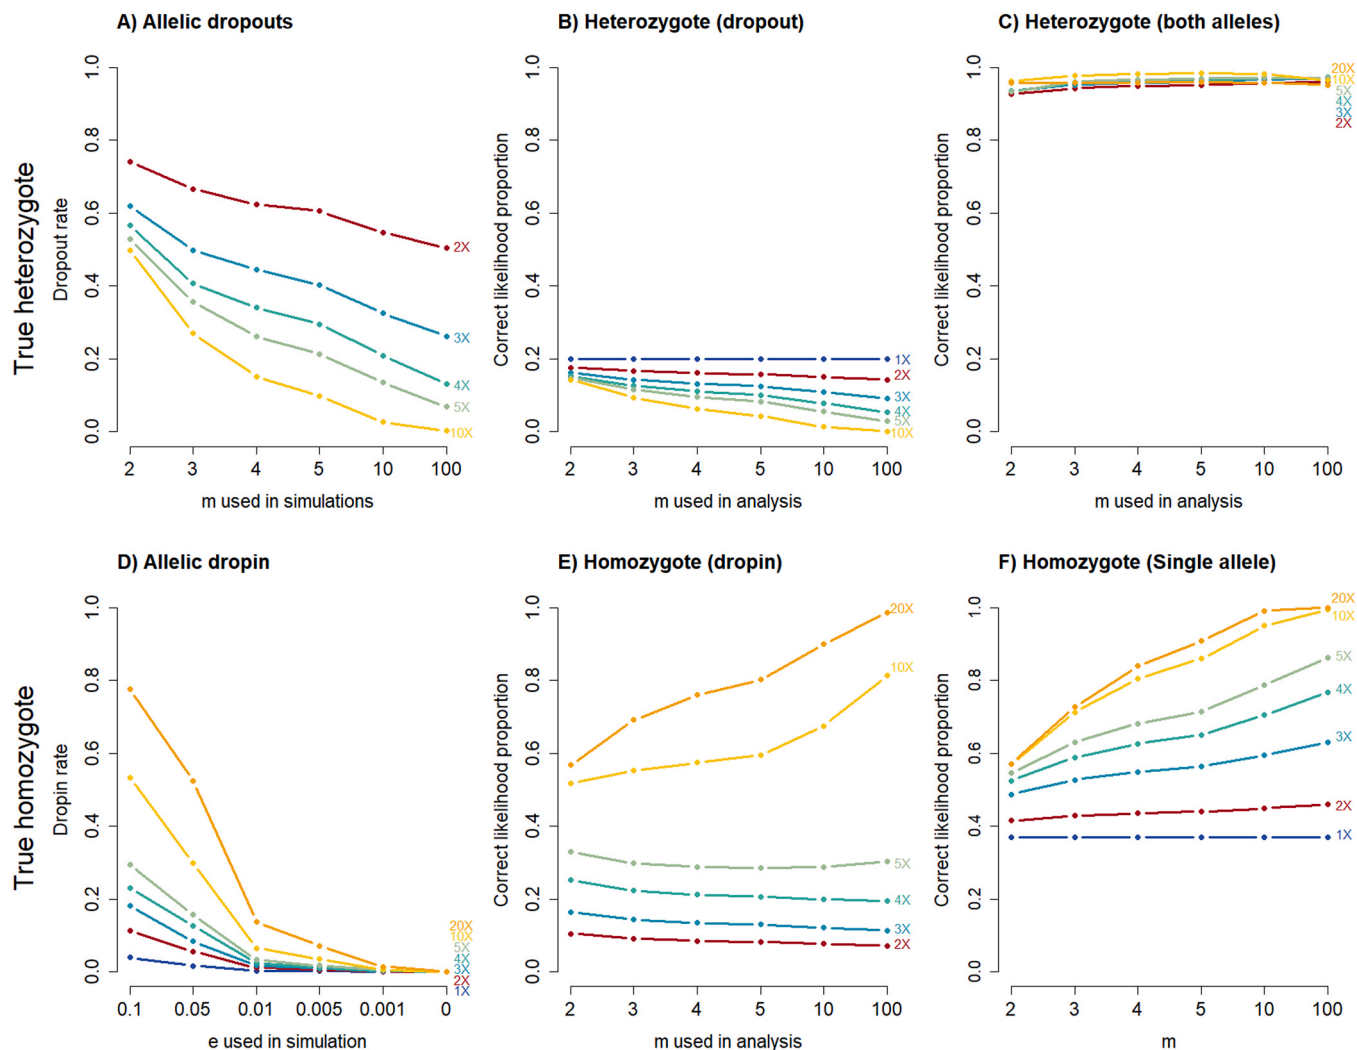 A) Allelic dropouts
B) Heterozygote (dropout)
C) Heterozygote (both alleles)
True heterozygote
Dropout rate
1.0
0.8
0.6
0.4
0.2
0.0
2X
3X
4X
5X
10X
2 3 4 5 10 100
m used in simulations
Correct likelihood proportion
1.0
0.8
0.6
0.4
0.2
0.0
1X
2X
3X
4X
5X
10X
2 3 4 5 10 100
m used in analysis
Correct likelihood proportion
1.0
0.8
0.6
0.4
0.2
0.0
20X
10X
5X
4X
3X
2X
2 3 4 5 10 100
m used in analysis
D) Allelic dropin
E) Homozygote (dropin)
F) Homozygote (Single allele)
True homozygote
Dropin rate
1.0
0.8
0.6
0.4
0.2
0.0
20X
10X
5X
4X
3X
2X
1X
0.1 0.05 0.01 0.005 0.001 0
e used in simulation
Correct likelihood proportion
1.0
0.8
0.6
0.4
0.2
0.0
20X
10X
5X
4X
3X
2X
2 3 4 5 10 100
m used in analysis
Correct likelihood proportion
1.0
0.8
0.6
0.4
0.2
0.0
20X
10X
5X
4X
3X
2X
1X
2 3 4 5 10 100
m